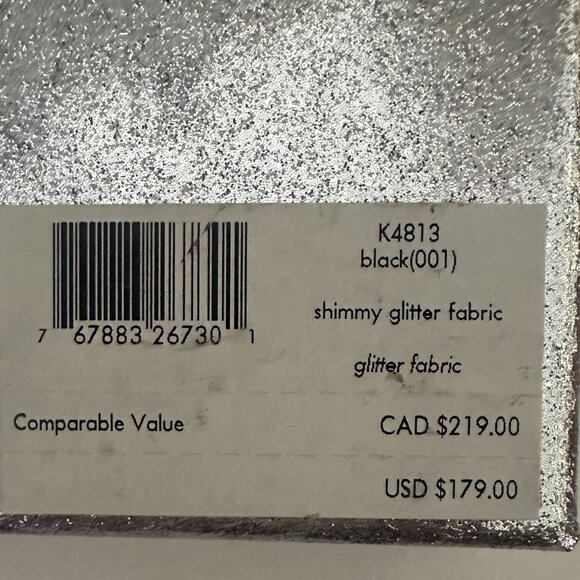 K4813
black(001)
7 67883 26730 1
shimmy glitter fabric
glitter fabric
Comparable Value CAD $219.00
USD $179.00